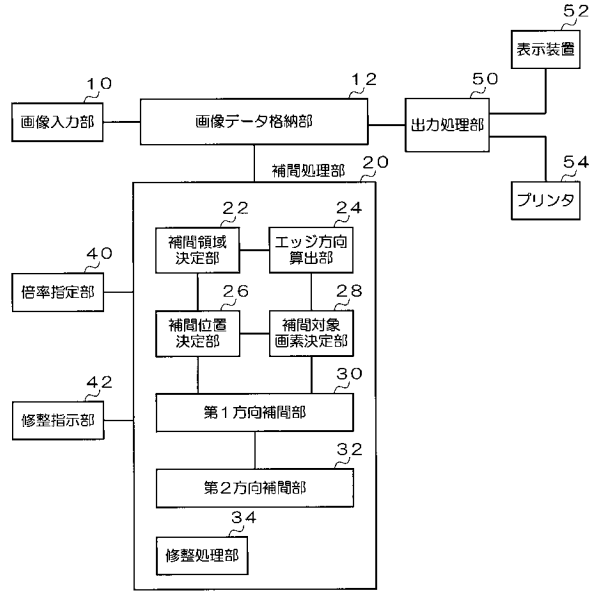 52
表示装置
10
画像入力部
12
画像データ格納部
50
出力処理部
54
プリンタ
補間処理部
20
22
補間領域
決定部
24
エッジ方向
算出部
40
倍率指定部
26
補間位置
決定部
28
補間対象
画素決定部
42
修整指示部
30
第1方向補間部
32
第2方向補間部
34
修整処理部